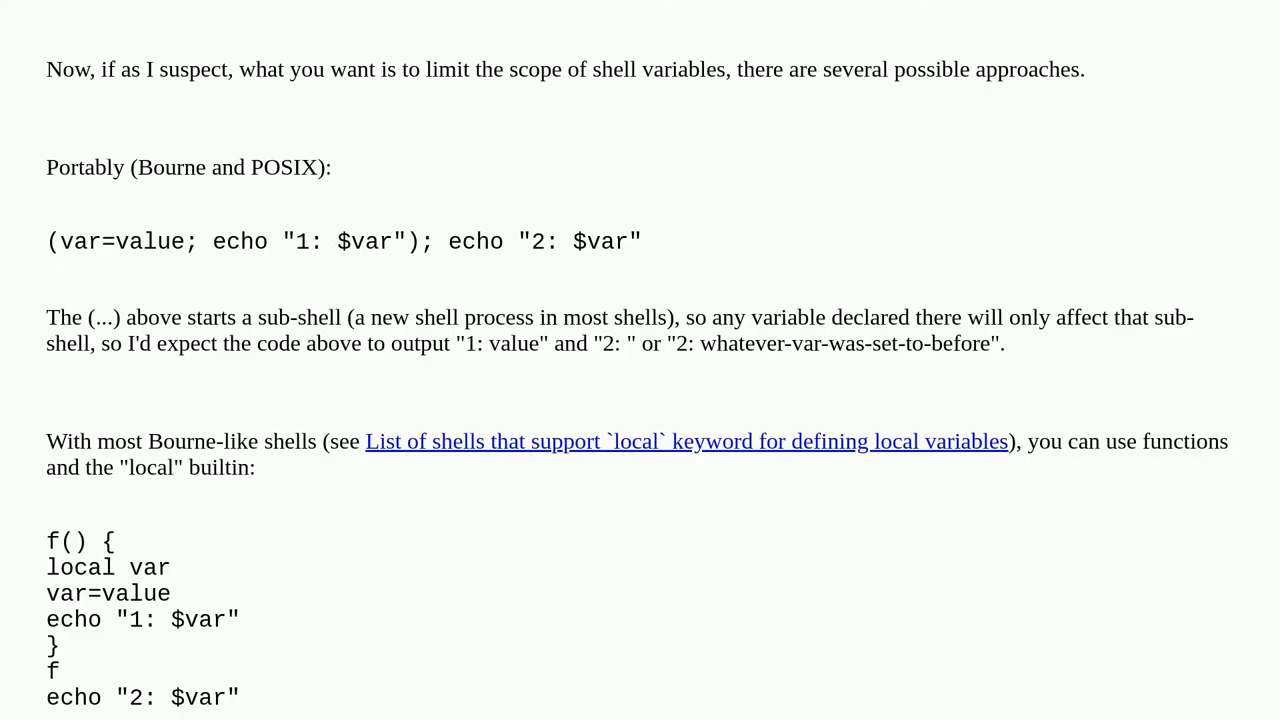 Now, if as I suspect, what you want is to limit the scope of shell variables, there are several possible approaches.
Portably (Bourne and POSIX):
(var=value; echo "1: $var"); echo "2: $var"
The (...) above starts a sub-shell (a new shell process in most shells), so any variable declared there will only affect that sub-
shell, so I'd expect the code above to output "1: value" and "2: " or "2: whatever-var-was-set-to-before".
With most Bourne-like shells (see List of shells that support `local` keyword for defining local variables), you can use functions
and the "local" builtin:
f() {
local var
var=value
echo "1: $var"
}
f
echo "2: $var"